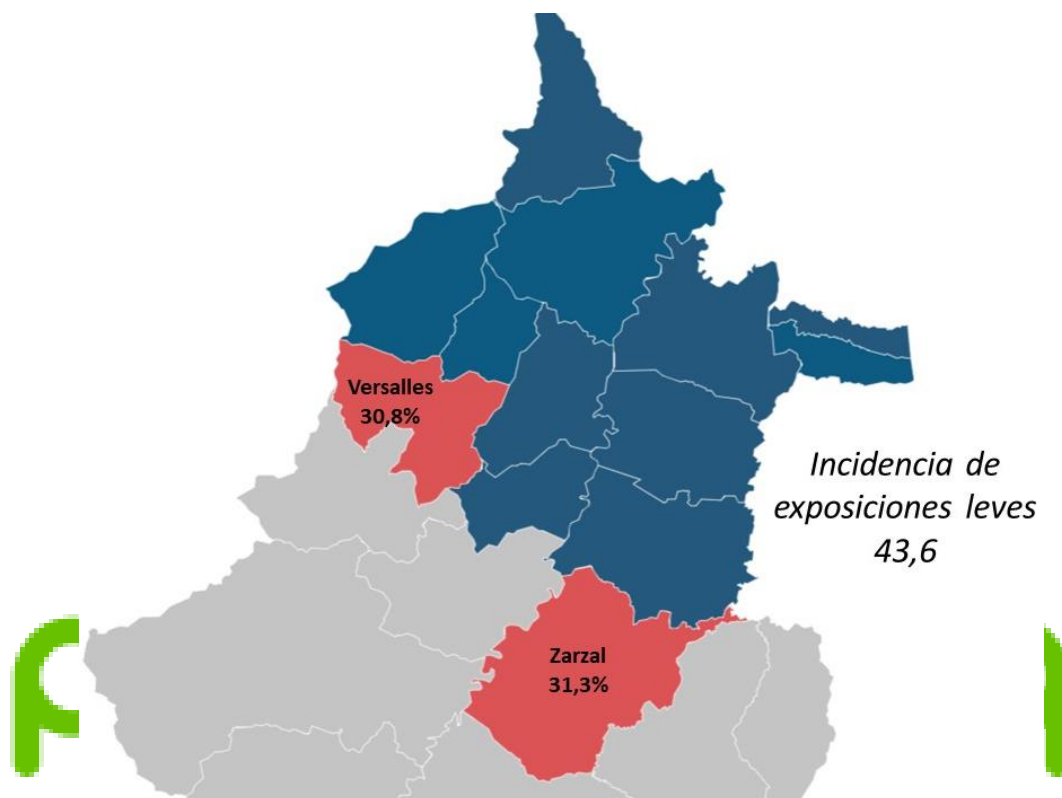 Versalles
30,8%
Incidencia de
exposiciones leves
43,6
Zarzal
31,3%